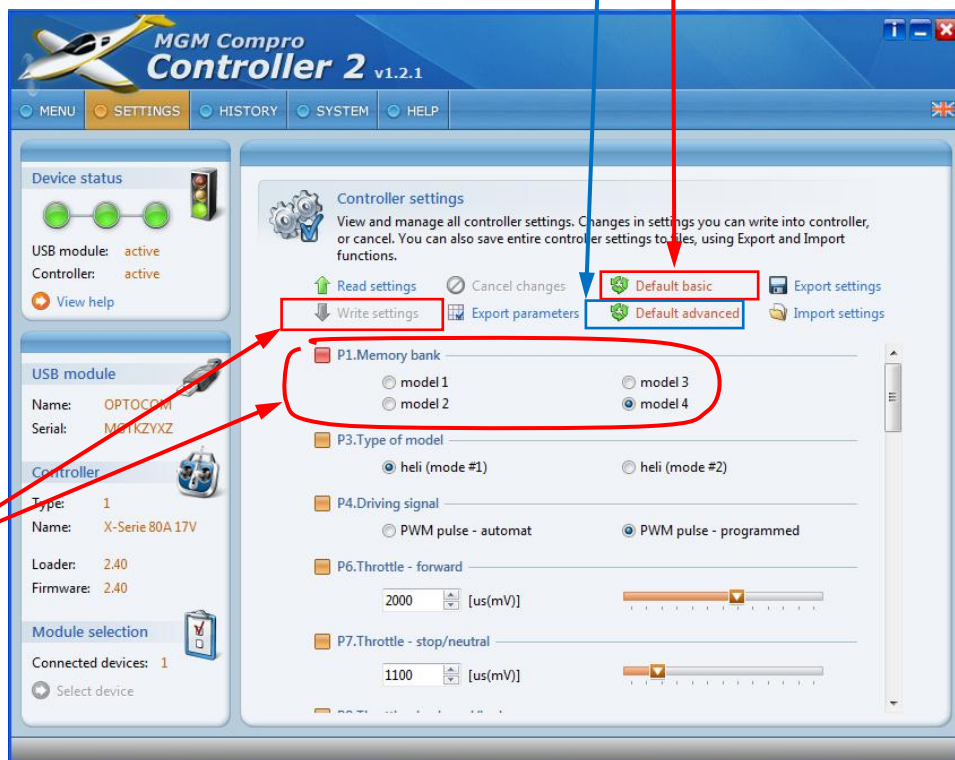 MGM Compro
Controller 2 v1.2.1
MENU SETTINGS HISTORY SYSTEM HELP
Device status
USB module: active
Controller: active
View help
USB module
Name: OPTOCOM
Serial: MGTKZYXZ
Controller
Type: 1
Name: X-Serie 80A 17V
Loader: 2.40
Firmware: 2.40
Module selection
Connected devices: 1
Select device
Controller settings
View and manage all controller settings. Changes in settings you can write into controller,
or cancel. You can also save entire controller settings to files, using Export and Import
functions.
Read settings Cancel changes Default basic Export settings
Write settings Export parameters Default advanced Import settings
P1.Memory bank
model 1 model 3
model 2 model 4
P3.Type of model
heli (mode #1) heli (mode #2)
P4.Driving signal
PWM pulse - automat PWM pulse - programmed
P6.Throttle - forward
2000 [us(mV)]
P7.Throttle - stop/neutral
1100 [us(mV)]